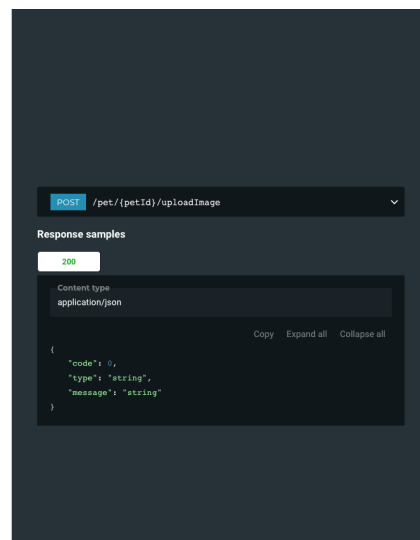 POST /pet/{petId}/uploadImage
Response samples
200
Content type
application/json
Copy Expand all Collapse all
{
"code": 0,
"type": "string",
"message": "string"
}